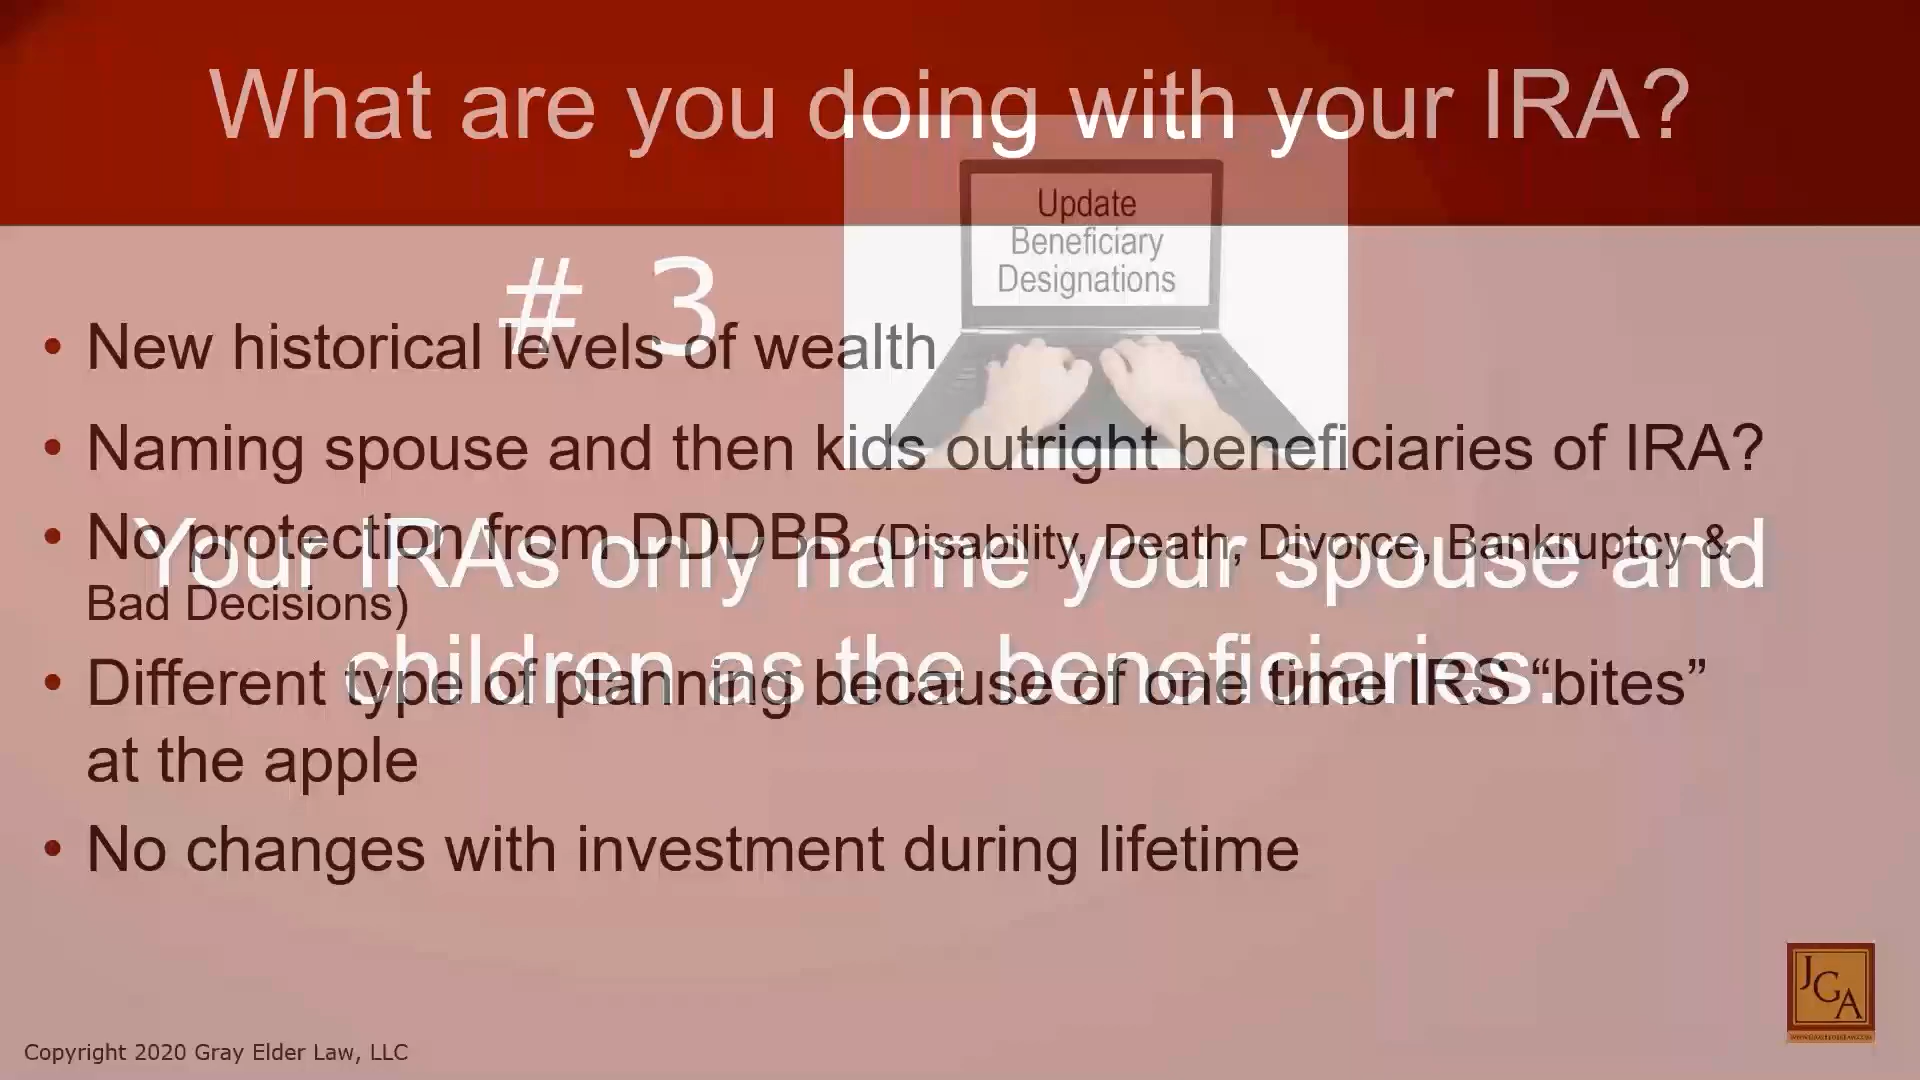 What are you doing with your IRA?
Update
Beneficiary
Designations
# 3
• New historical levels of wealth
• Naming spouse and then kids outright beneficiaries of IRA?
• No protection from DDDBB (Disability, Death, Divorce, Bankruptcy &
Bad Decisions)
Your IRAs only name your spouse and
children as the beneficiaries.
• Different type of planning because of one time IRS “bites”
at the apple
• No changes with investment during lifetime
JGA
Copyright 2020 Gray Elder Law, LLC